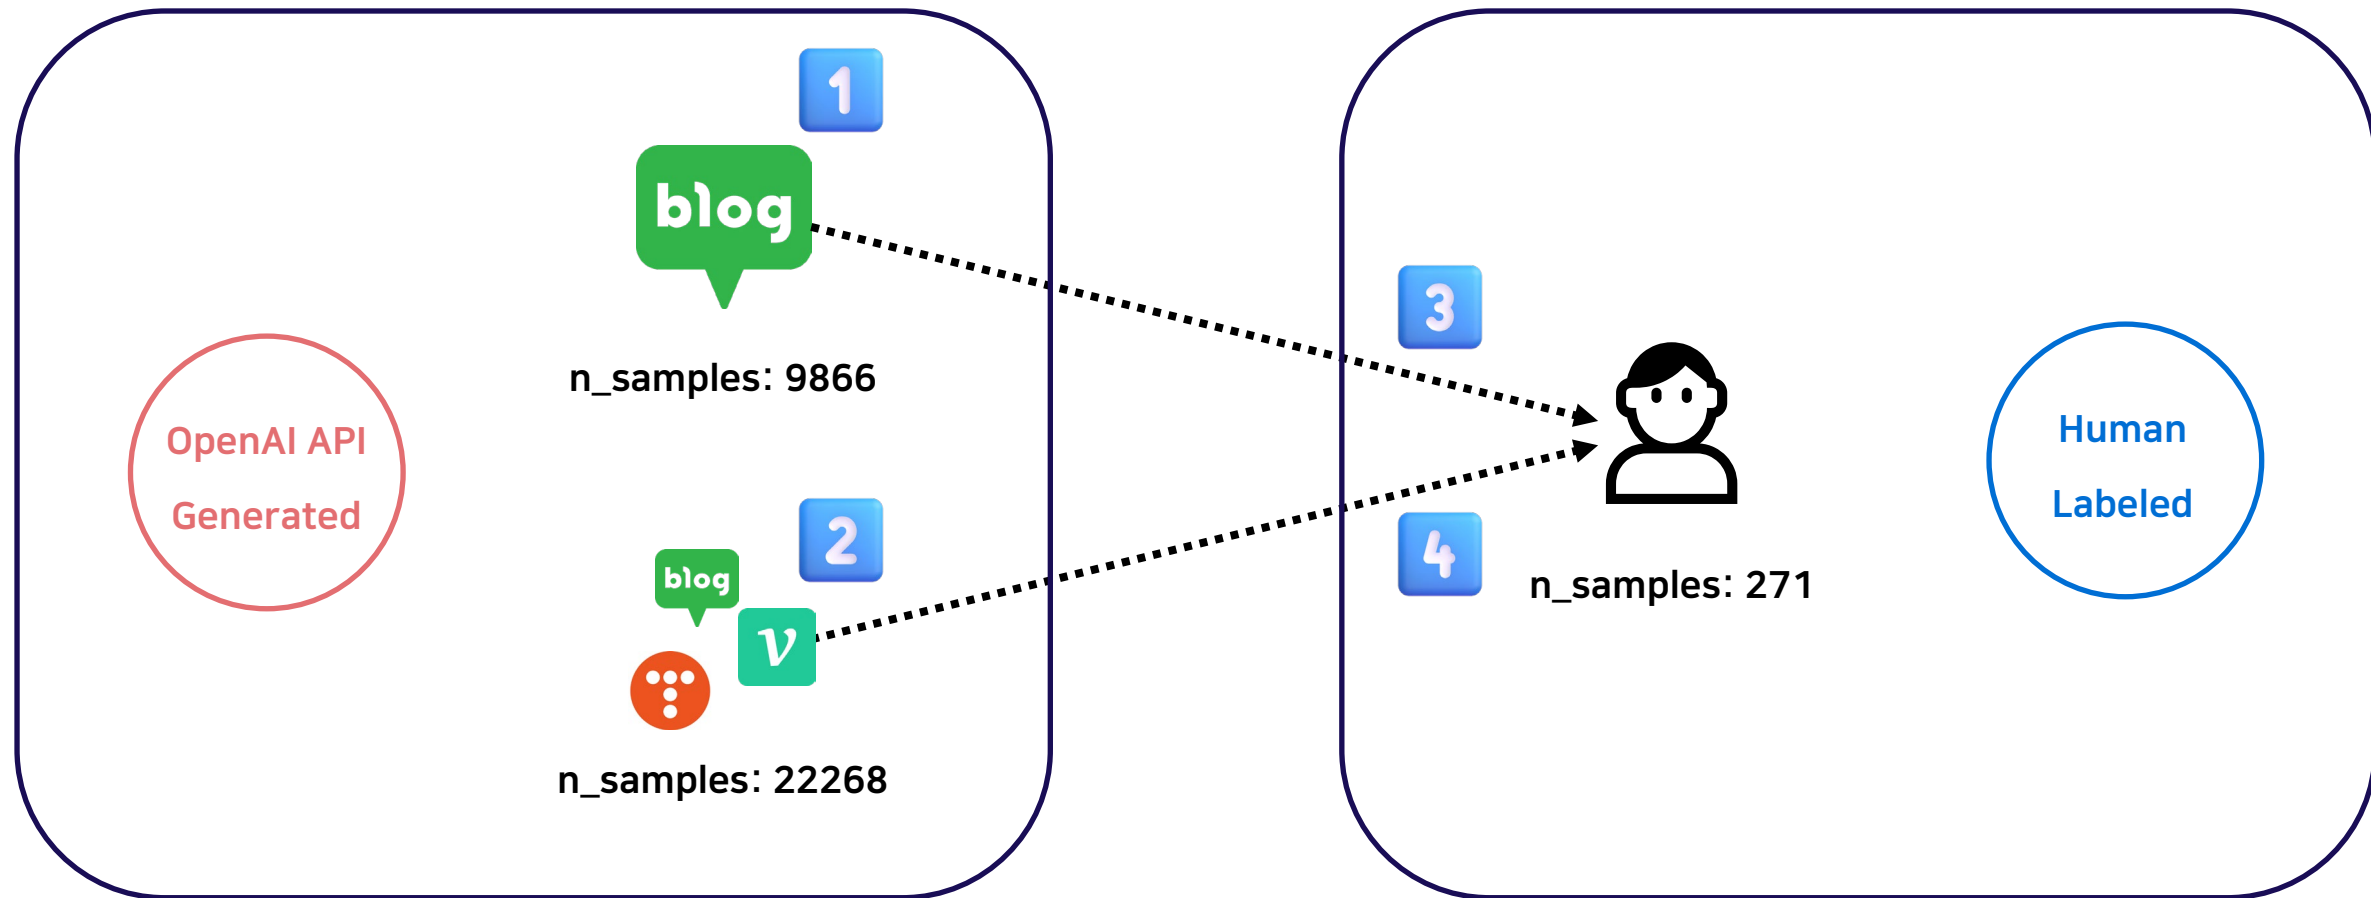 1
blog
n_samples: 9866
OpenAI API
Generated
2
blog
v
n_samples: 22268
3
4
n_samples: 271
Human
Labeled